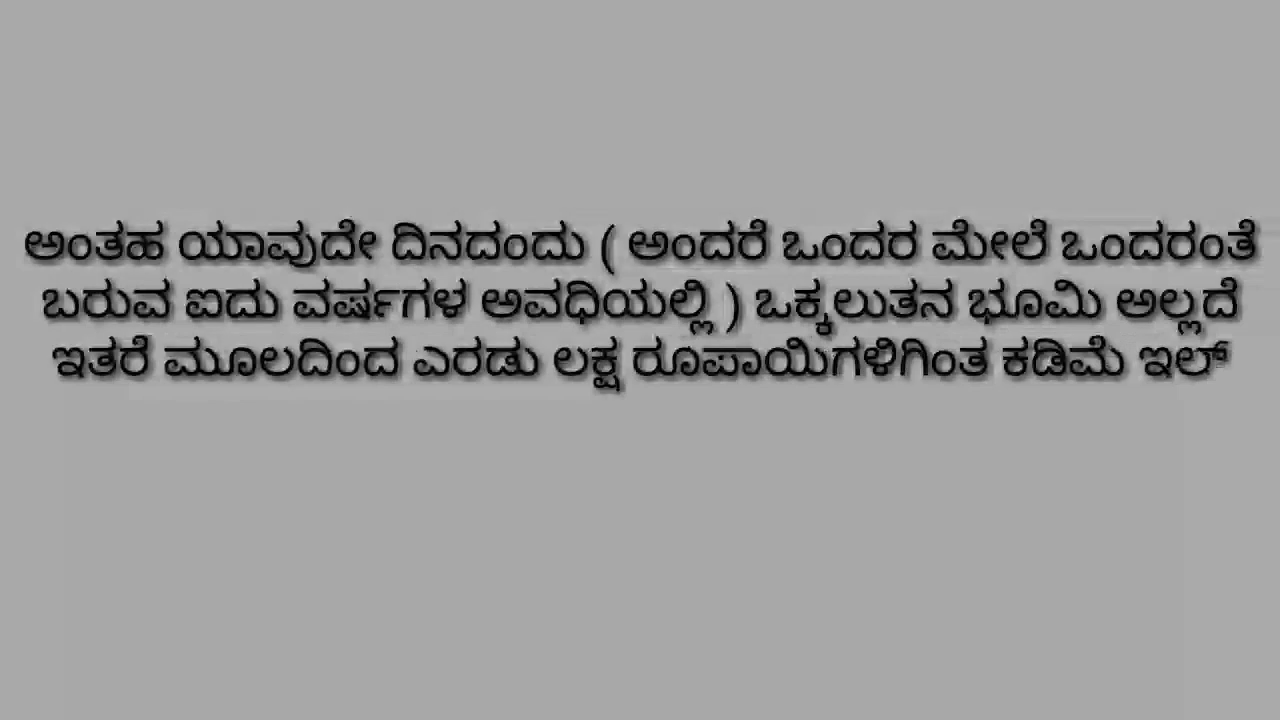 ಅಂತಹ ಯಾವುದೇ ದಿನದಂದು ( ಅಂದರೆ ಒಂದರ ಮೇಲೆ ಒಂದರಂತೆ
ಬರುವ ಐದು ವರ್ಷಗಳ ಅವಧಿಯಲ್ಲಿ ) ಒಕ್ಕಲುತನ ಭೂಮಿ ಅಲ್ಲದೆ
ಇತರೆ ಮೂಲದಿಂದ ಎರಡು ಲಕ್ಷ ರೂಪಾಯಿಗಳಿಗಿಂತ ಕಡಿಮೆ ಇಲ್